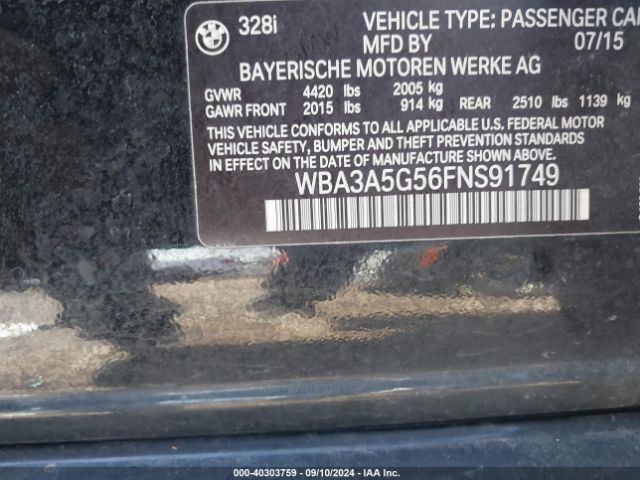 328i VEHICLE TYPE: PASSENGER CAR
MFD BY 07/15
BAYERISCHE MOTOREN WERKE AG
GVWR 4420 lbs 2005 kg
GAWR FRONT 2015 lbs 914 kg REAR 2510 lbs 1139 kg
THIS VEHICLE CONFORMS TO ALL APPLICABLE U.S. FEDERAL MOTOR
VEHICLE SAFETY, BUMPER AND THEFT PREVENTION STANDARDS
IN EFFECT ON THE DATE OF MANUFACTURE SHOWN ABOVE.
WBA3A5G56FNS91749
000-40303759 - 09/10/2024 - IAA Inc.